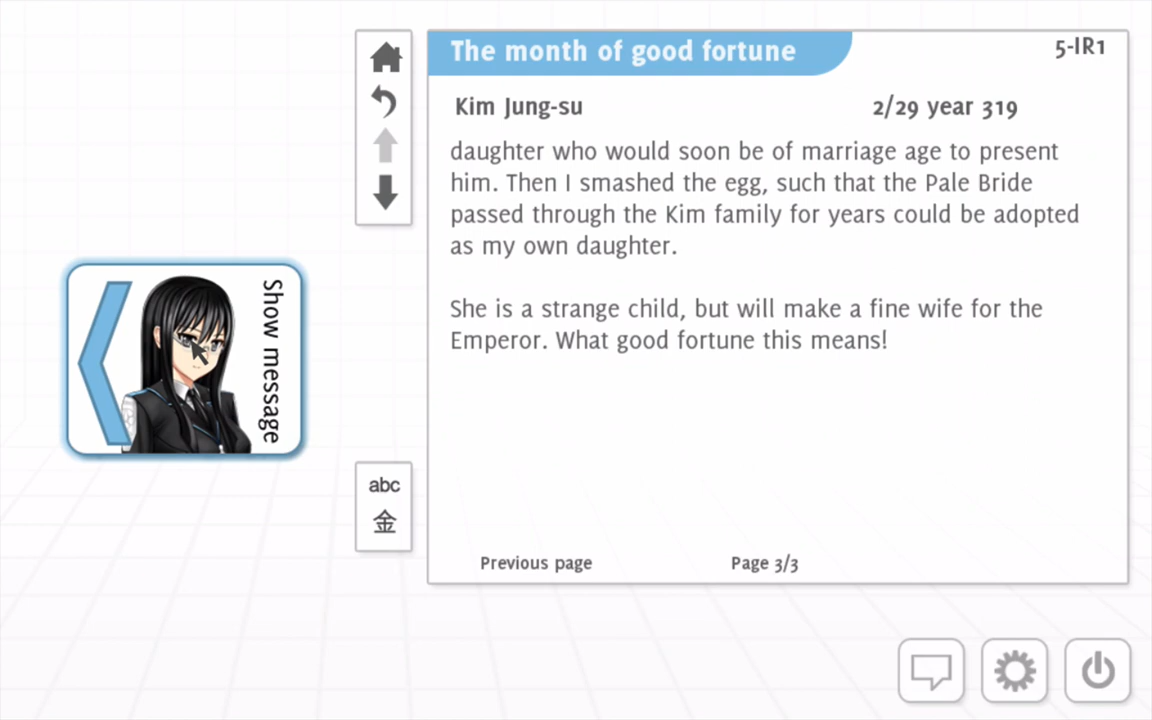 The month of good fortune
5-IR1
Kim Jung-su
2/29 year 319
daughter who would soon be of marriage age to present
him. Then I smashed the egg, such that the Pale Bride
passed through the Kim family for years could be adopted
as my own daughter.
She is a strange child, but will make a fine wife for the
Emperor. What good fortune this means!
Show message
abc
金
Previous page
Page 3/3